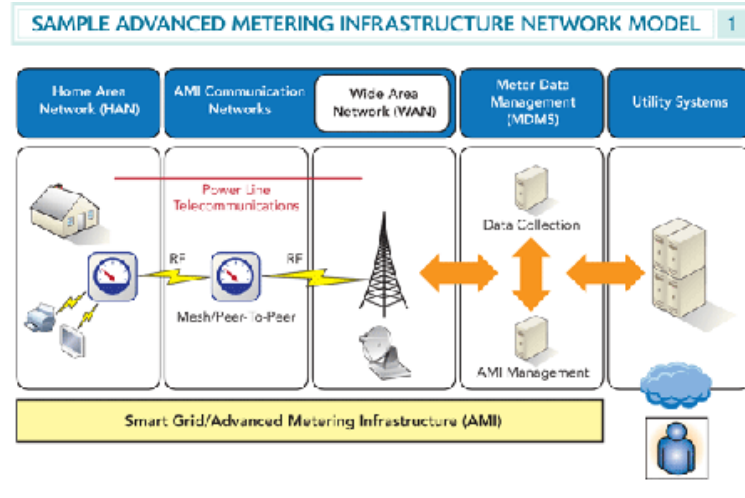 SAMPLE ADVANCED METERING INFRASTRUCTURE NETWORK MODEL 1
Home Area
Network (HAN)
AMI Communication
Networks
Wide Area
Network (WAN)
Meter Data
Management
(MDMS)
Utility Systems
Power Line
Telecommunications
RF
RF
Mesh/Peer-To-Peer
Data Collection
AMI Management
Smart Grid/Advanced Metering Infrastructure (AMI)